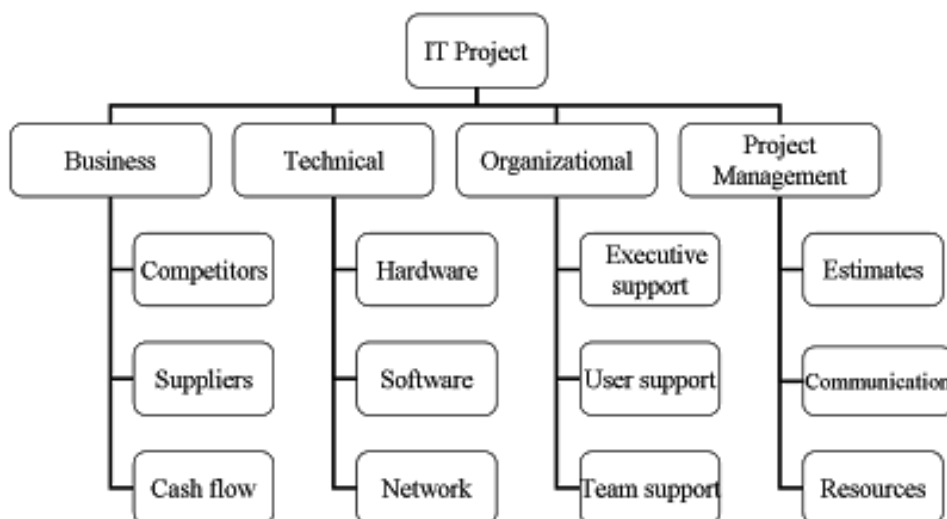 IT Project
Business
Technical
Organizational
Project
Management
Competitors
Hardware
Executive
support
Estimates
Suppliers
Software
User support
Communication
Cash flow
Network
Team support
Resources